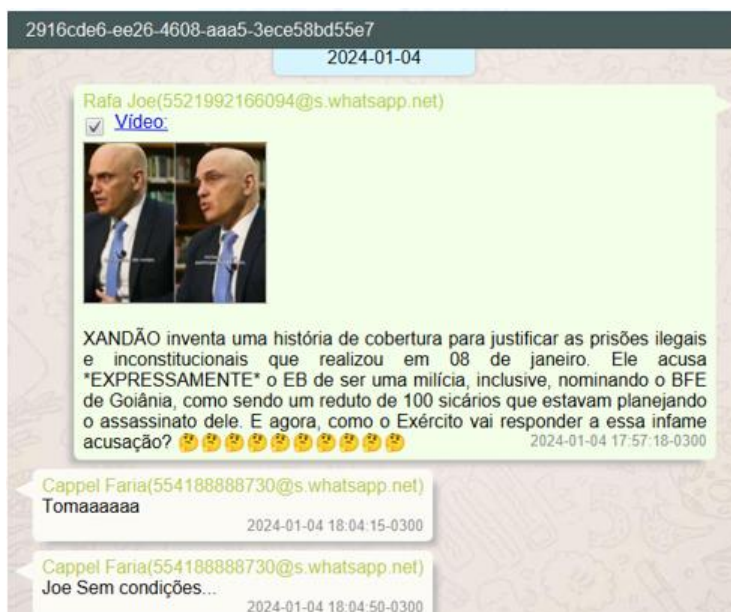 2916cde6-ee26-4608-aaa5-3ece58bd55e7
2024-01-04
Rafa Joe(5521992166094@s.whatsapp.net)
Vídeo:
XANDÃO inventa uma história de cobertura para justificar as prisões ilegais
e inconstitucionais que realizou em 08 de janeiro. Ele acusa
*EXPRESSAMENTE* o EB de ser uma milícia, inclusive, nominando o BFE
de Goiânia, como sendo um reduto de 100 sicários que estavam planejando
o assassinato dele. E agora, como o Exército vai responder a essa infame
acusação? 🤔🤔🤔🤔🤔🤔🤔🤔🤔🤔 2024-01-04 17:57:18-0300
Cappel Faria(554188888730@s.whatsapp.net)
Tomaaaaaa
2024-01-04 18:04:15-0300
Cappel Faria(554188888730@s.whatsapp.net)
Joe Sem condições...
2024-01-04 18:04:50-0300